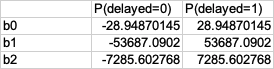 P(delayed=0) P(delayed=1)
b0 -28.94870145 28.94870145
b1 -53687.0902 53687.0902
b2 -7285.602768 7285.602768